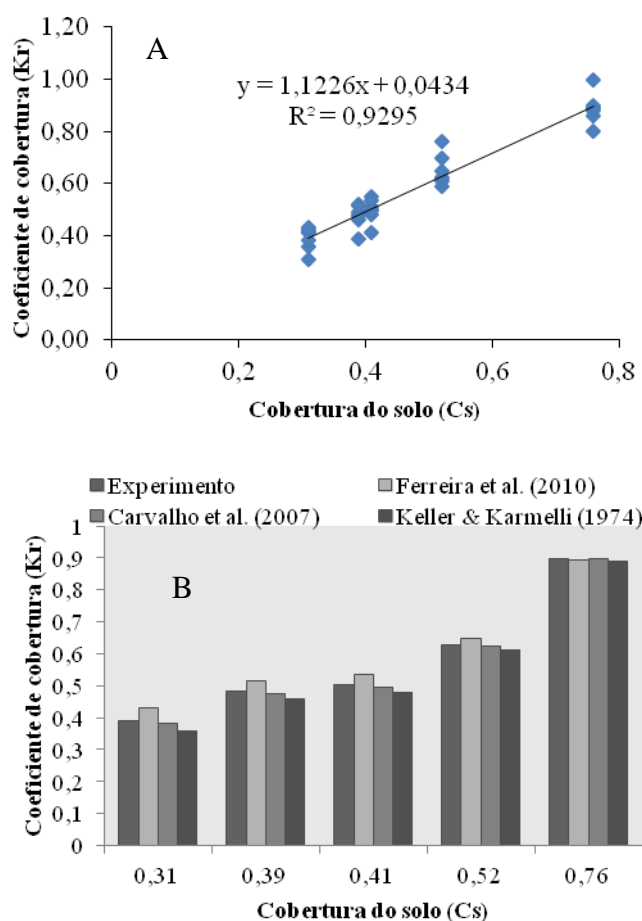 A
y = 1,1226x + 0,0434
R² = 0,9295
Coeficiente de cobertura (Kr)
1,20
1,00
0,80
0,60
0,40
0,20
0,00
0
0,2
0,4
0,6
0,8
Cobertura do solo (Cs)
Experimento
Ferreira et al. (2010)
Carvalho et al. (2007)
Keller & Karmelli (1974)
B
Coeficiente de cobertura (Kr)
1
0,9
0,8
0,7
0,6
0,5
0,4
0,3
0,2
0,1
0
0,31
0,39
0,41
0,52
0,76
Cobertura do solo (Cs)